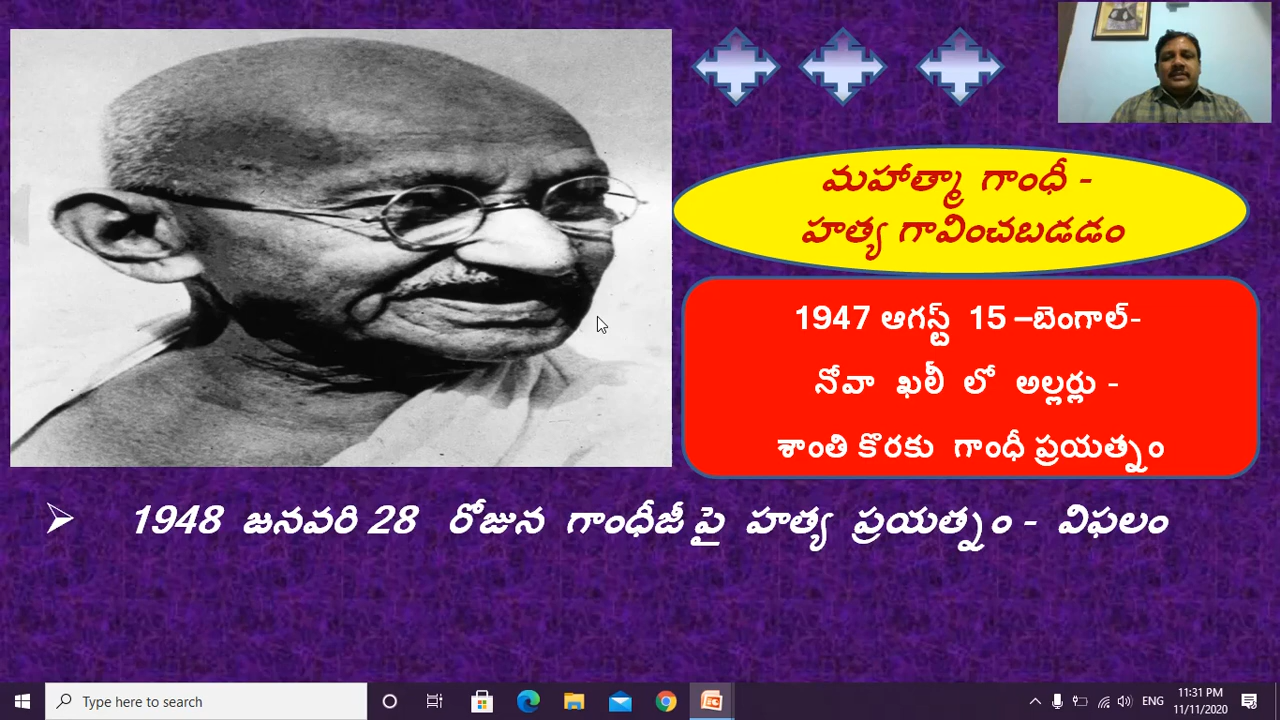 మహాత్మా గాంధీ -
హత్య గావించబడడం
1947 ఆగస్ట్ 15 –బెంగాల్-
నోవా ఖలీ లో అల్లర్లు -
శాంతి కొరకు గాంధీ ప్రయత్నం
➢ 1948 జనవరి 28 రోజున గాంధీజీ పై హత్య ప్రయత్నం - విఫలం
Type here to search
ENG
11:31 PM
11/11/2020